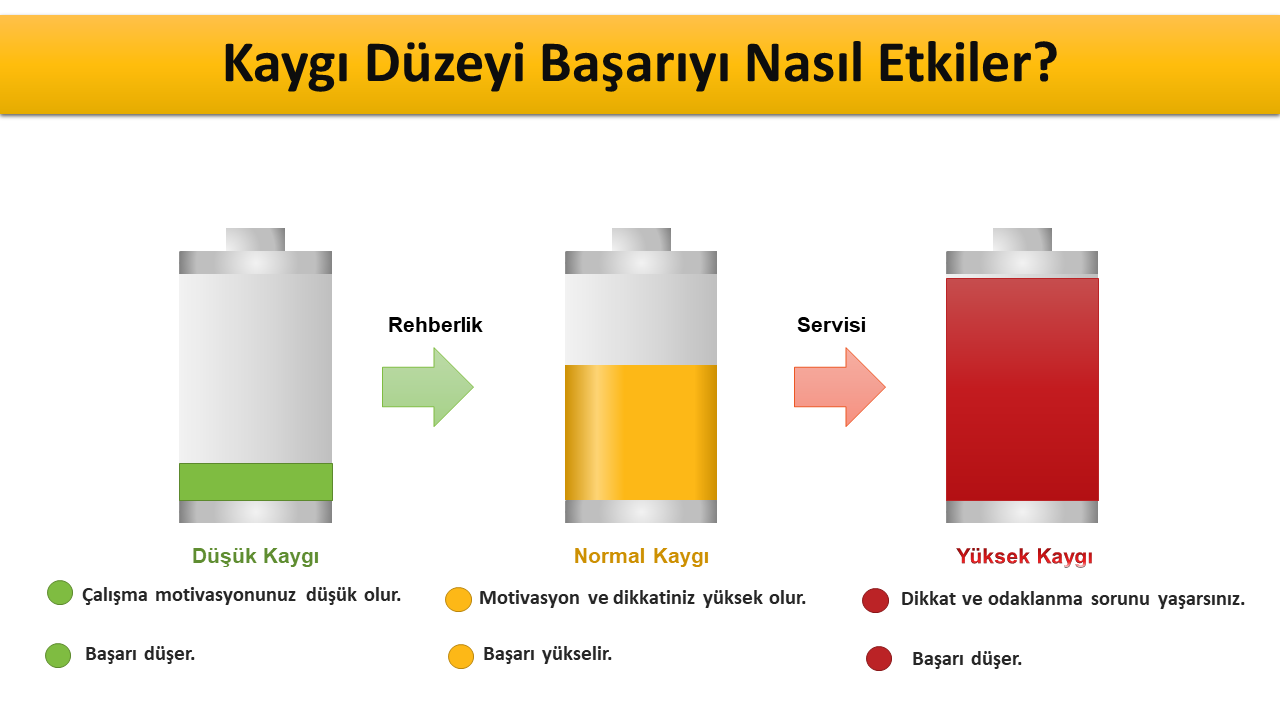 Kaygı Düzeyi Başarıyı Nasıl Etkiler?
Rehberlik
Servisi
Düşük Kaygı
Çalışma motivasyonunuz düşük olur.
Başarı düşer.
Normal Kaygı
Motivasyon ve dikkatiniz yüksek olur.
Başarı yükselir.
Yüksek Kaygı
Dikkat ve odaklanma sorunu yaşarsınız.
Başarı düşer.